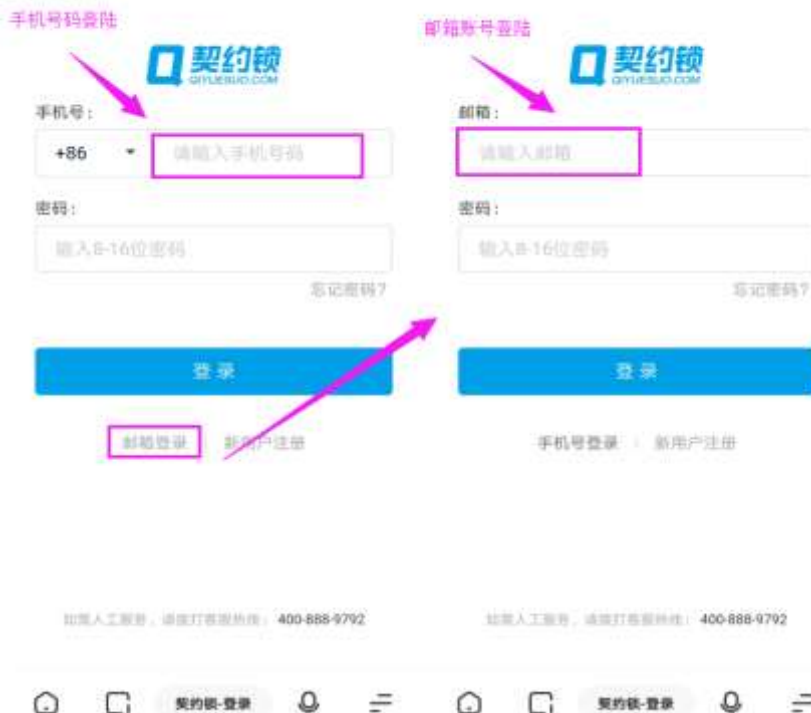 手机号码登陆
契约锁
QIYUESUO.COM
手机号:
+86
请输入手机号码
密码:
输入8-16位密码
忘记密码?
登录
邮箱登录 新用户注册
如需人工服务,请拨打客服热线: 400-888-9792
契约锁-登录
邮箱账号登陆
契约锁
QIYUESUO.COM
邮箱:
请输入邮箱
密码:
输入8-16位密码
忘记密码?
登录
手机号登录 | 新用户注册
如需人工服务,请拨打客服热线: 400-888-9792
契约锁-登录